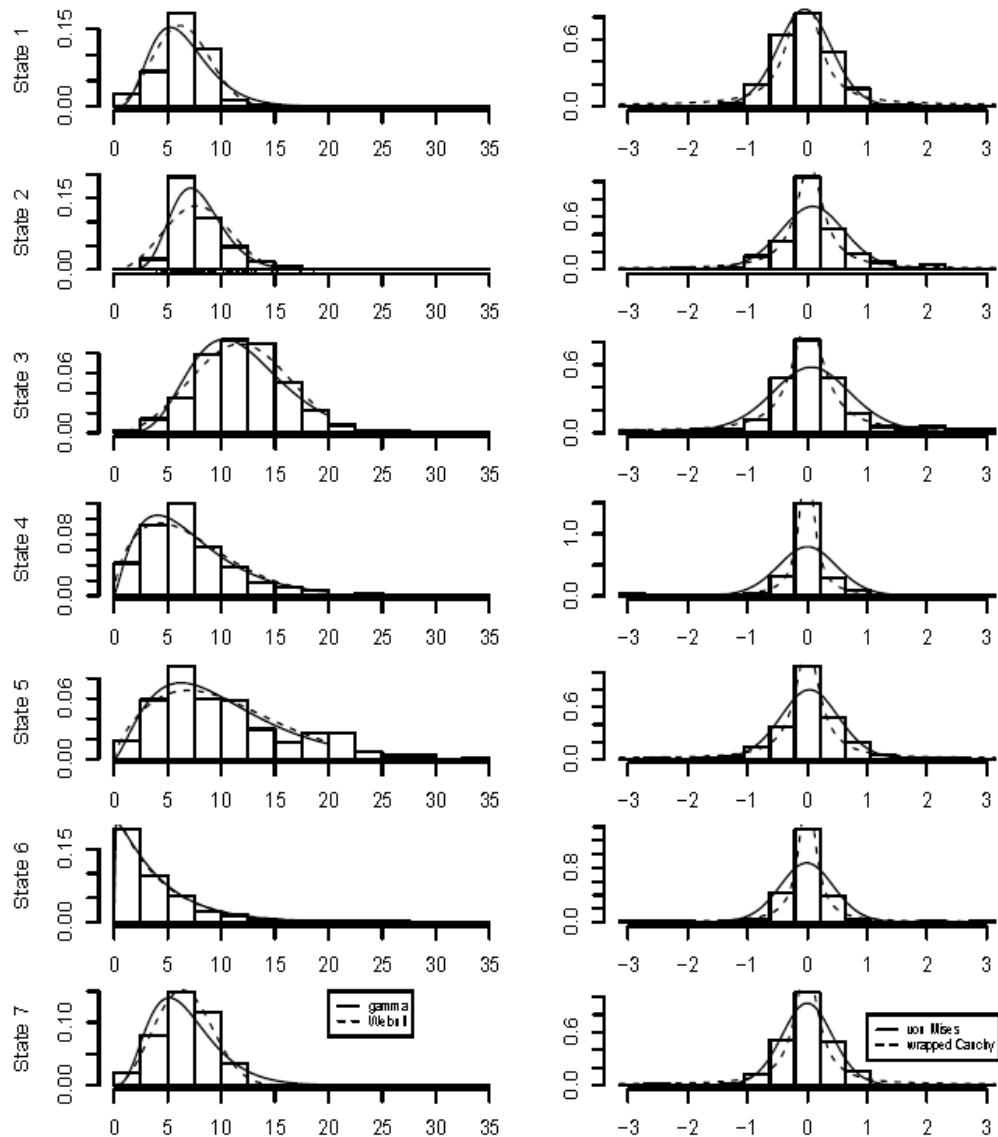 State 1
0.00
0.15
0 5 10 15 20 25 30 35
0.0
0.6
−3 −2 −1 0 1 2 3
State 2
0.00
0.15
0 5 10 15 20 25 30 35
0.0
0.6
−3 −2 −1 0 1 2 3
State 3
0.00
0.06
0 5 10 15 20 25 30 35
0.0
0.6
−3 −2 −1 0 1 2 3
State 4
0.00
0.08
0 5 10 15 20 25 30 35
0.0
1.0
−3 −2 −1 0 1 2 3
State 5
0.00
0.06
0 5 10 15 20 25 30 35
0.0
0.6
−3 −2 −1 0 1 2 3
State 6
0.00
0.15
0 5 10 15 20 25 30 35
0.0
0.8
−3 −2 −1 0 1 2 3
State 7
0.00
0.10
gamma
Weibull
0 5 10 15 20 25 30 35
0.0
0.6
von Mises
wrapped Cauchy
−3 −2 −1 0 1 2 3